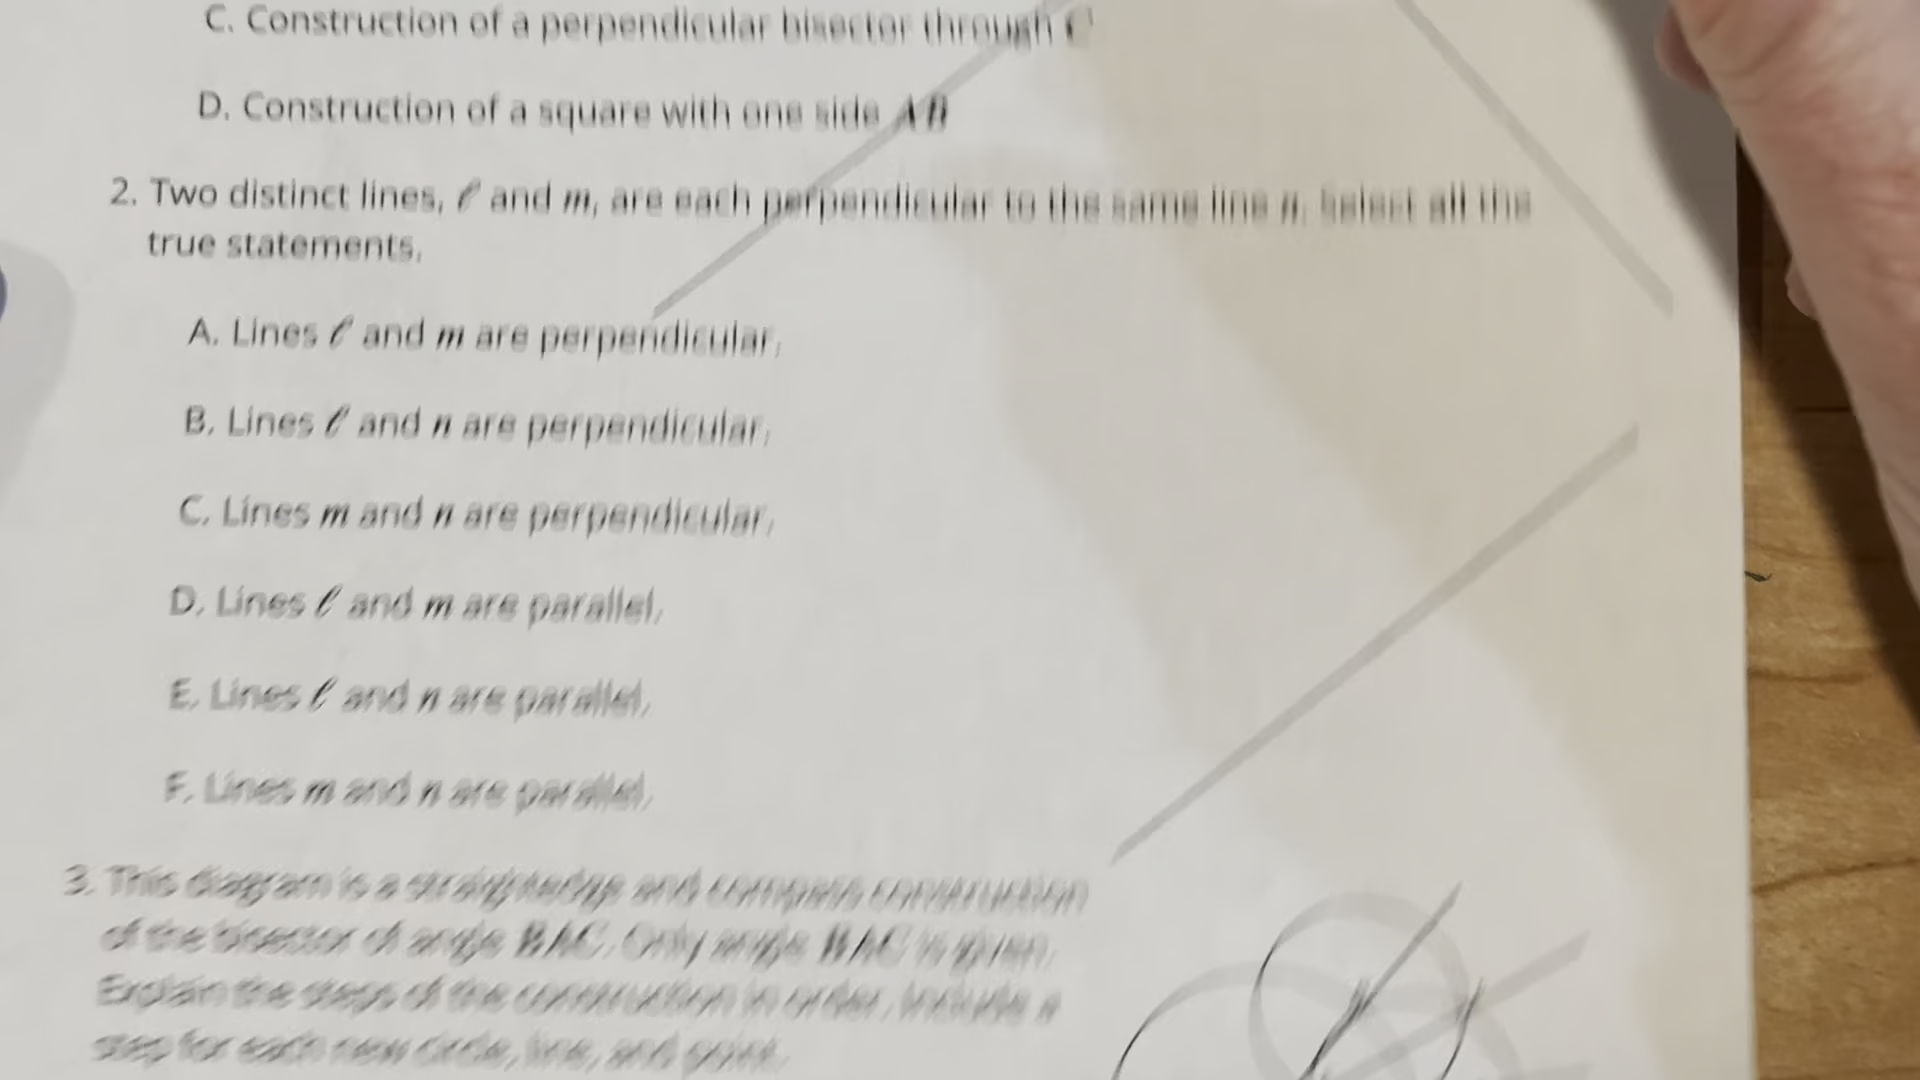 C. Construction of a perpendicular bisector through C
D. Construction of a square with one side AB
2. Two distinct lines, ℓ and m, are each perpendicular to the same line n. Select all the
true statements.
A. Lines ℓ and m are perpendicular.
B. Lines ℓ and n are perpendicular.
C. Lines m and n are perpendicular.
D. Lines ℓ and m are parallel.
E. Lines ℓ and n are parallel.
F. Lines m and n are parallel.
3. This diagram is a straightedge and compass construction
of the bisector of angle BAC. Only angle BAC is given.
Explain the steps of the construction in order. Include a
step for each new circle, line, and point.